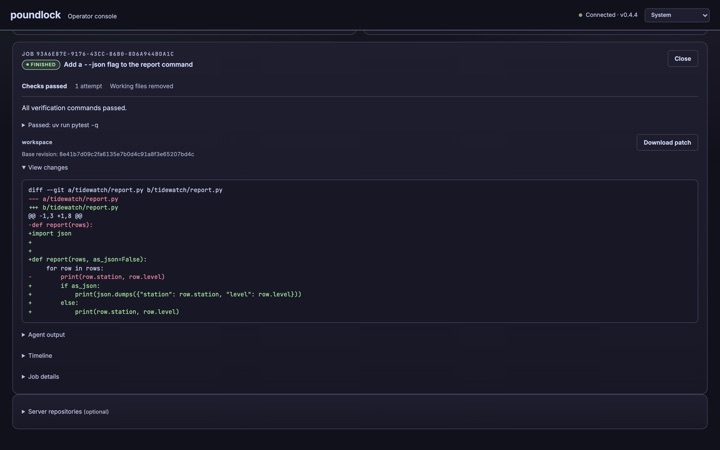 poundlock Operator console Connected · v0.4.4 System
JOB 93A6E87E-9176-43CC-8680-8D6A944BDA1C
FINISHED Add a --json flag to the report command Close
Checks passed 1 attempt Working files removed
All verification commands passed.
Passed: uv run pytest -q
workspace Download patch
Base revision: 8e41b7d09c2fa6135e7b0d4c91a8f3e65207bd4c
View changes
diff --git a/tidewatch/report.py b/tidewatch/report.py
--- a/tidewatch/report.py
+++ b/tidewatch/report.py
@@ -1,3 +1,8 @@
-def report(rows):
+import json
+
+
+def report(rows, as_json=False):
     for row in rows:
-        print(row.station, row.level)
+        if as_json:
+            print(json.dumps({"station": row.station, "level": row.level}))
+        else:
+            print(row.station, row.level)
Agent output
Timeline
Job details
Server repositories (optional)